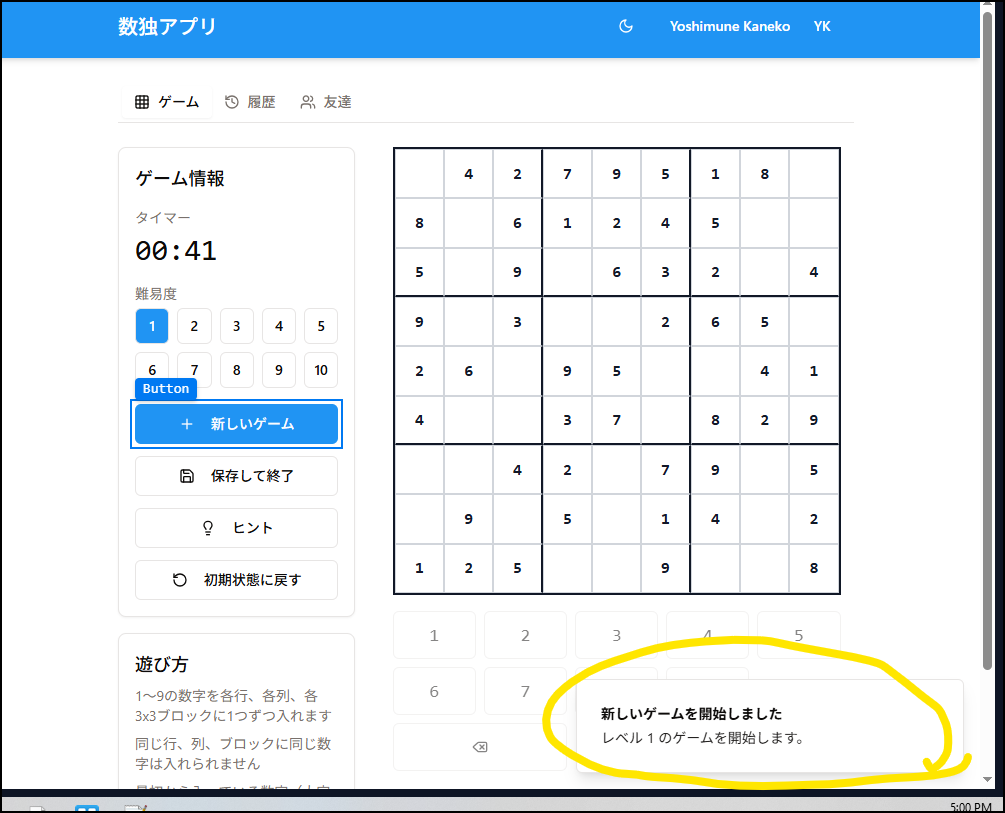 数独アプリ
Yoshimune Kaneko YK
ゲーム 履歴 友達
ゲーム情報
タイマー
00:41
難易度
1 2 3 4 5
6 7 8 9 10
Button
新しいゲーム
保存して終了
ヒント
初期状態に戻す
遊び方
1～9の数字を各行、各列、各
3x3ブロックに1つずつ入れます
同じ行、列、ブロックに同じ数
字は入れられません
4 2 7 9 5 1 8
8 6 1 2 4 5
5 9 6 3 2 4
9 3 2 6 5
2 6 9 5 4 1
4 3 7 8 2 9
4 2 7 9 5
9 5 1 4 2
1 2 5 9 8
1 2 3 4 5
6 7
新しいゲームを開始しました
レベル 1 のゲームを開始します。
5:00 PM